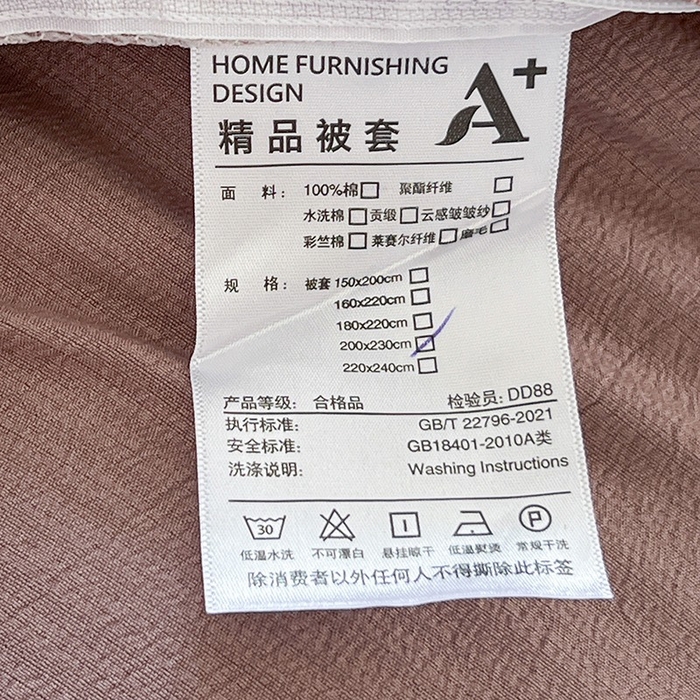 HOME FURNISHING
DESIGN
A+
精品被套
面 料: 100%棉□ 聚酯纤维 □
水洗棉□贡缎□云感皱皱纱□
彩竺棉□莱赛尔纤维□磨毛□
规 格: 被套 150x200cm □
160x220cm □
180x220cm □
200x230cm □
220x240cm □
产品等级: 合格品 检验员: DD88
执行标准: GB/T 22796-2021
安全标准: GB18401-2010A类
洗涤说明: Washing Instructions
30 P
低温水洗 不可漂白 悬挂晾干 低温熨烫 常规干洗
除消费者以外任何人不得撕除此标签